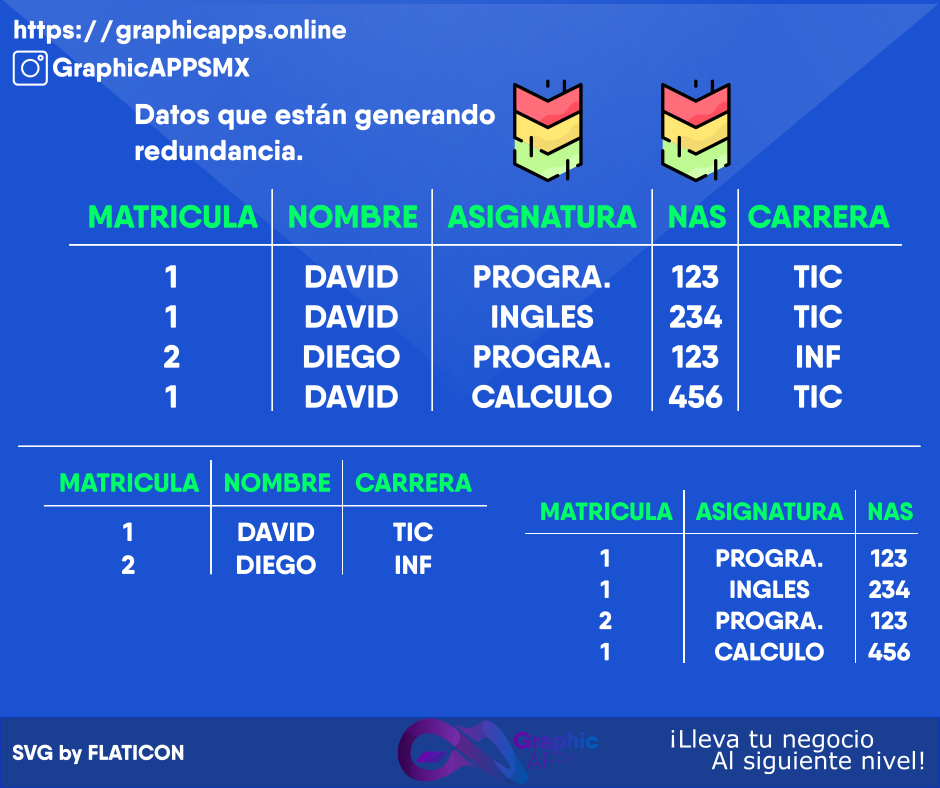 https://graphicapps.online
GraphicAPPSMX
Datos que están generando
redundancia.
MATRICULA NOMBRE ASIGNATURA NAS CARRERA
1 DAVID PROGRA. 123 TIC
1 DAVID INGLES 234 TIC
2 DIEGO PROGRA. 123 INF
1 DAVID CALCULO 456 TIC
MATRICULA NOMBRE CARRERA
1 DAVID TIC
2 DIEGO INF
MATRICULA ASIGNATURA NAS
1 PROGRA. 123
1 INGLES 234
2 PROGRA. 123
1 CALCULO 456
SVG by FLATICON
Graphic
¡Lleva tu negocio
Al siguiente nivel!